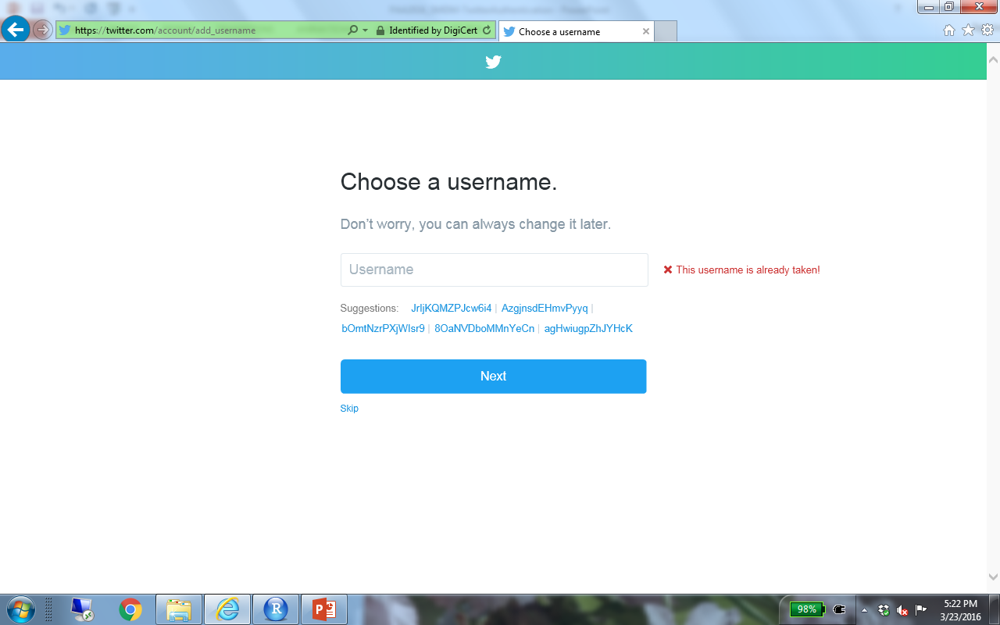 https://twitter.com/account/add_username
Identified by DigiCert
Choose a username
Choose a username.
Don't worry, you can always change it later.
Username
This username is already taken!
Suggestions: JrIjKQMZPJcw6i4 | AzgjnsdEHmvPyyq |
bOmtNzrPXjWIsr9 | 8OaNVDboMMnYeCn | agHwiugpZhJYHcK
Next
Skip
98%
5:22 PM
3/23/2016